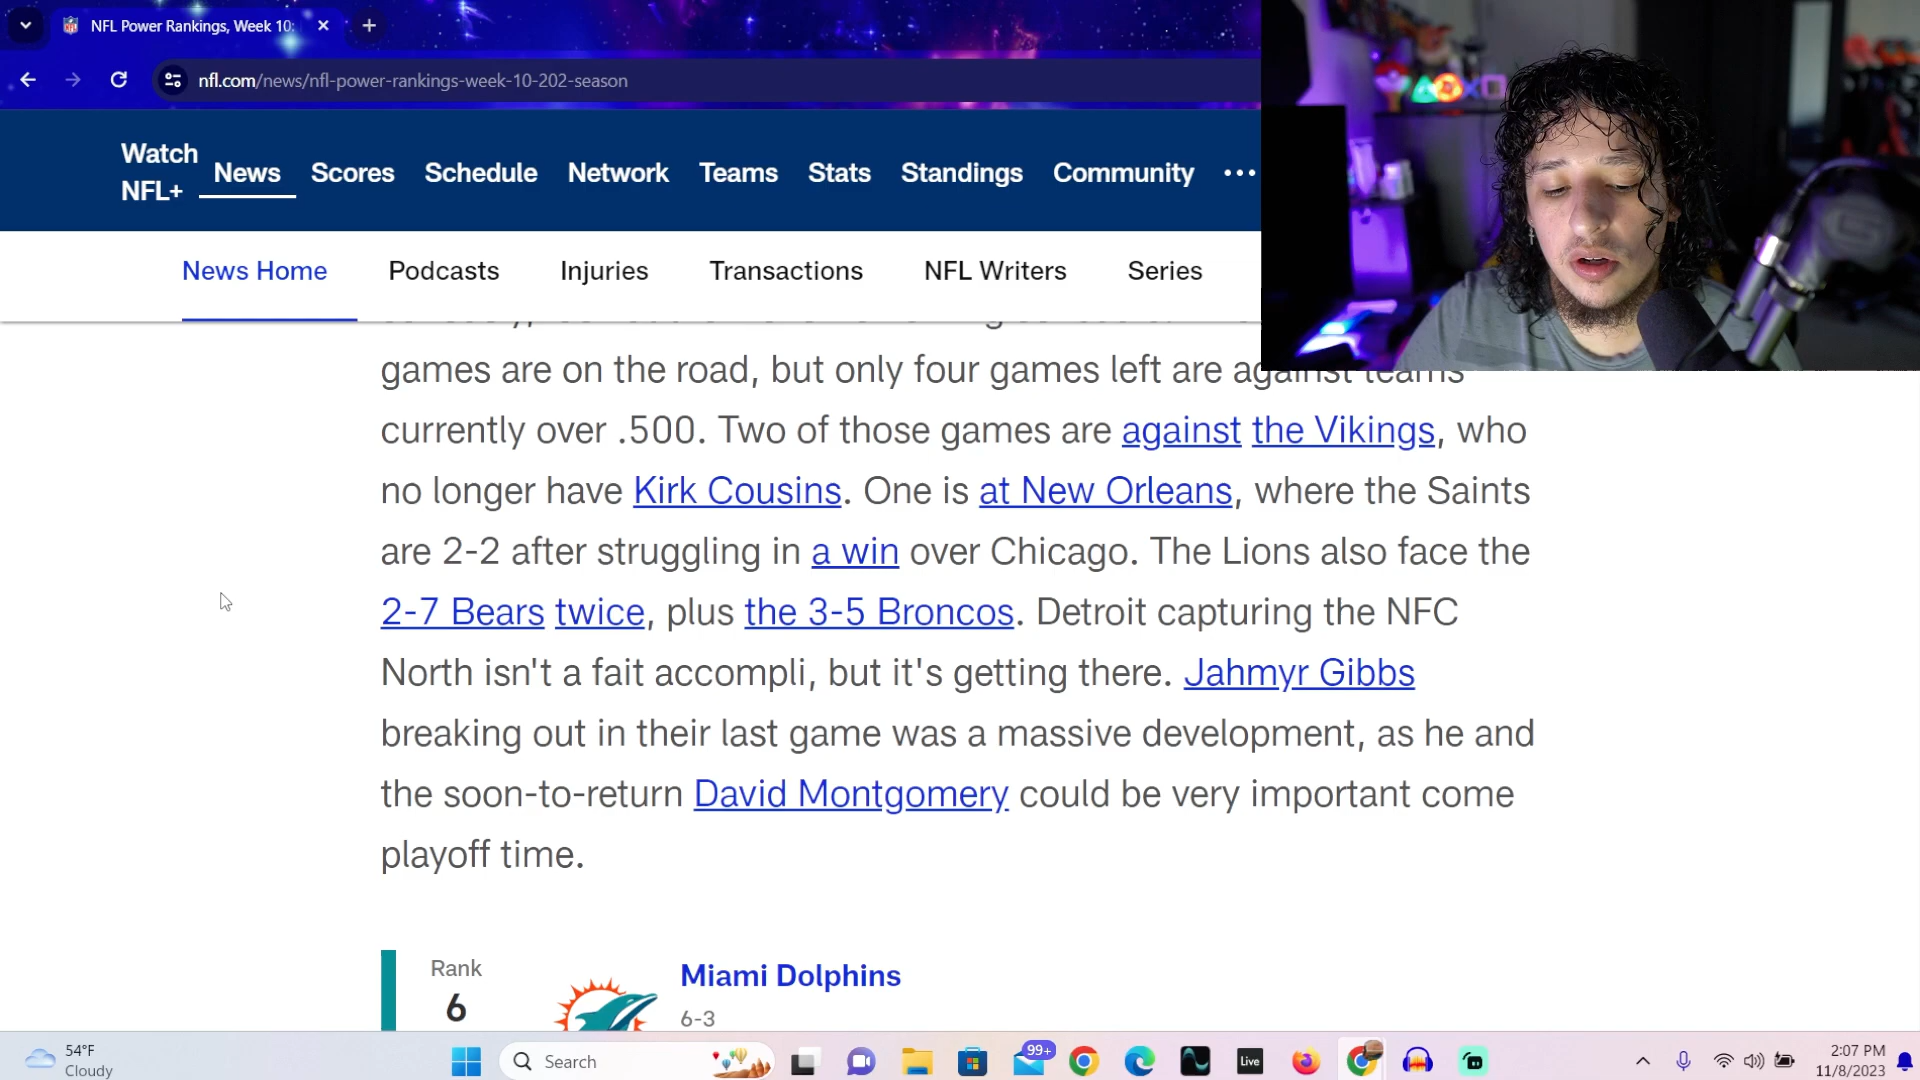 NFL Power Rankings, Week 10:
nfl.com/news/nfl-power-rankings-week-10-202-season
Watch NFL+
News
Scores
Schedule
Network
Teams
Stats
Standings
Community
News Home
Podcasts
Injuries
Transactions
NFL Writers
Series
games are on the road, but only four games left are against teams
currently over .500. Two of those games are against the Vikings, who
no longer have Kirk Cousins. One is at New Orleans, where the Saints
are 2-2 after struggling in a win over Chicago. The Lions also face the
2-7 Bears twice, plus the 3-5 Broncos. Detroit capturing the NFC
North isn't a fait accompli, but it's getting there. Jahmyr Gibbs
breaking out in their last game was a massive development, as he and
the soon-to-return David Montgomery could be very important come
playoff time.
Rank
6
Miami Dolphins
6-3
54°F
Cloudy
Search
99+
Live
2:07 PM
11/8/2023